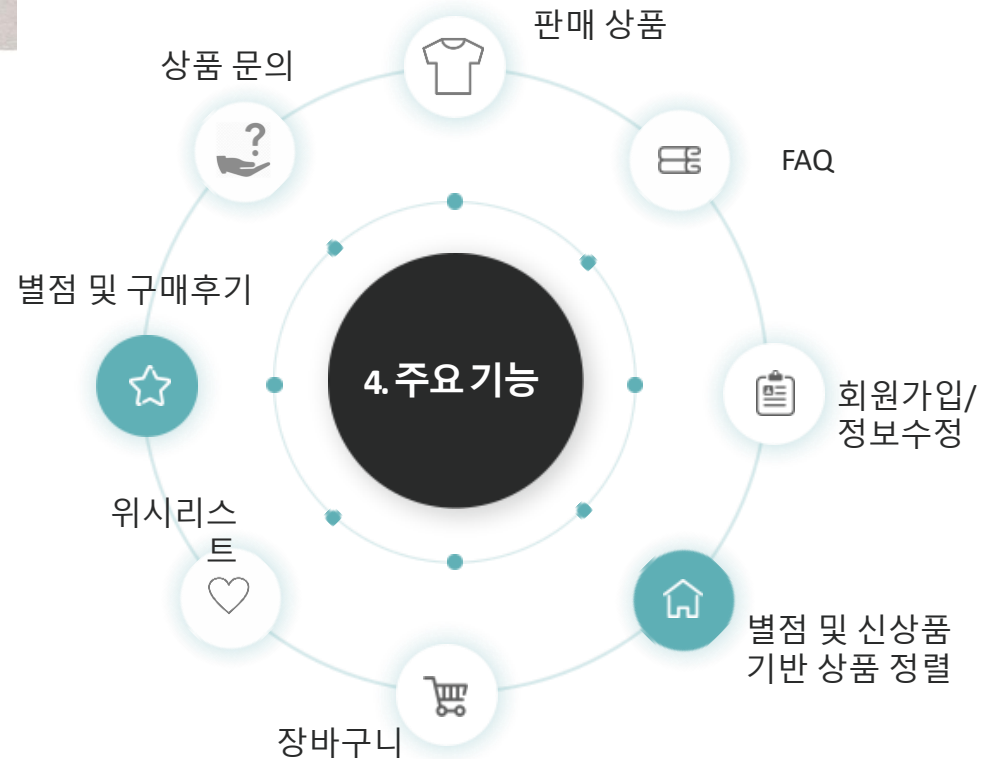 판매 상품
상품 문의
?
FAQ
별점 및 구매후기
4. 주요 기능
회원가입/
정보수정
위시리스
트
별점 및 신상품
기반 상품 정렬
장바구니